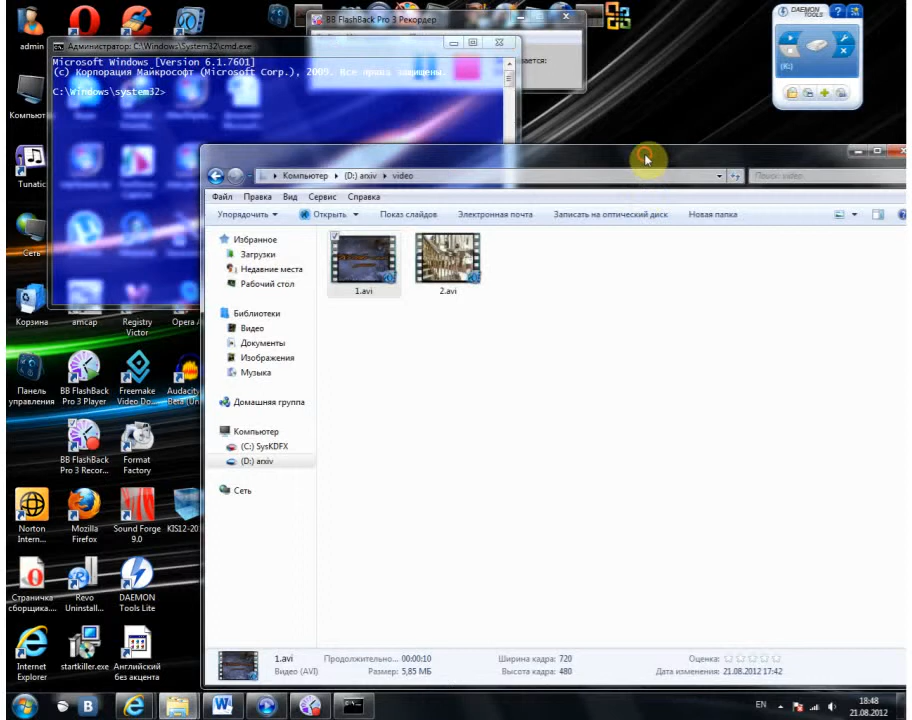 BB FlashBack Pro 3 Рекордер
DAEMON
TOOLS
admin
Администратор: C:\Windows\System32\cmd.exe
Microsoft Windows [Version 6.1.7601]
(c) Корпорация Майкрософт (Microsoft Corp.), 2009. Все права защищены.
C:\Windows\system32>
Компьютер
(D:) arxiv
video
Поиск: video
Файл
Правка
Вид
Сервис
Справка
Упорядочить
Открыть
Показ слайдов
Электронная почта
Записать на оптический диск
Новая папка
Избранное
Загрузки
Недавние места
Рабочий стол
Библиотеки
Видео
Документы
Изображения
Музыка
Домашняя группа
Компьютер
(C:) SysKDFX
(D:) arxiv
Сеть
1.avi
2.avi
1.avi
Продолжительно... 00:00:10
Ширина кадра: 720
Оценка:
Видео (AVI)
Размер: 5,85 МБ
Высота кадра: 480
Дата изменения: 21.08.2012 17:42
Tunatic
Сеть
Корзина
amcap
Registry
Victor
Opera
Панель
управления
BB FlashBack
Pro 3 Player
Freemake
Video Do...
Audacity
Beta (Un
BB FlashBack
Pro 3 Recor...
Format
Factory
Norton
Intern...
Mozilla
Firefox
Sound Forge
9.0
KIS12-20
Страничка
сборщика....
Revo
Uninstall...
DAEMON
Tools Lite
Internet
Explorer
startkiller.exe
Английский
без акцента
EN
18:48
21.08.2012